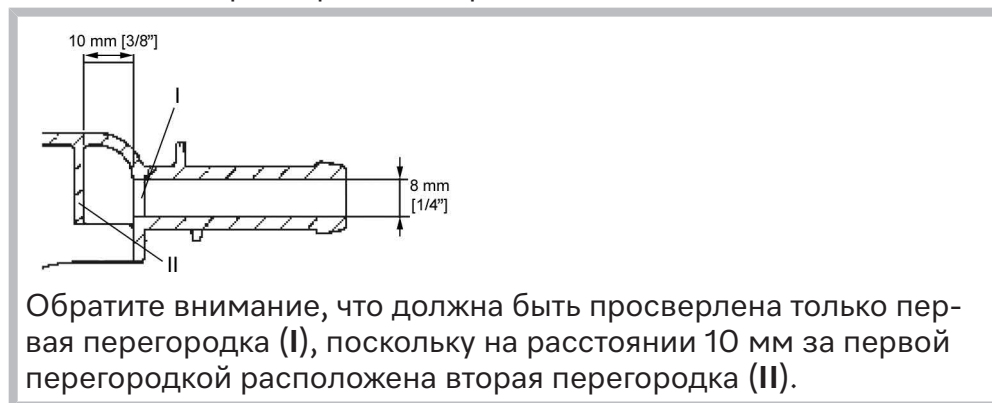 10 mm [3/8”]
I
8 mm
[1/4”]
II
Обратите внимание, что должна быть просверлена только пер-
вая перегородка (I), поскольку на расстоянии 10 мм за первой
перегородкой расположена вторая перегородка (II).